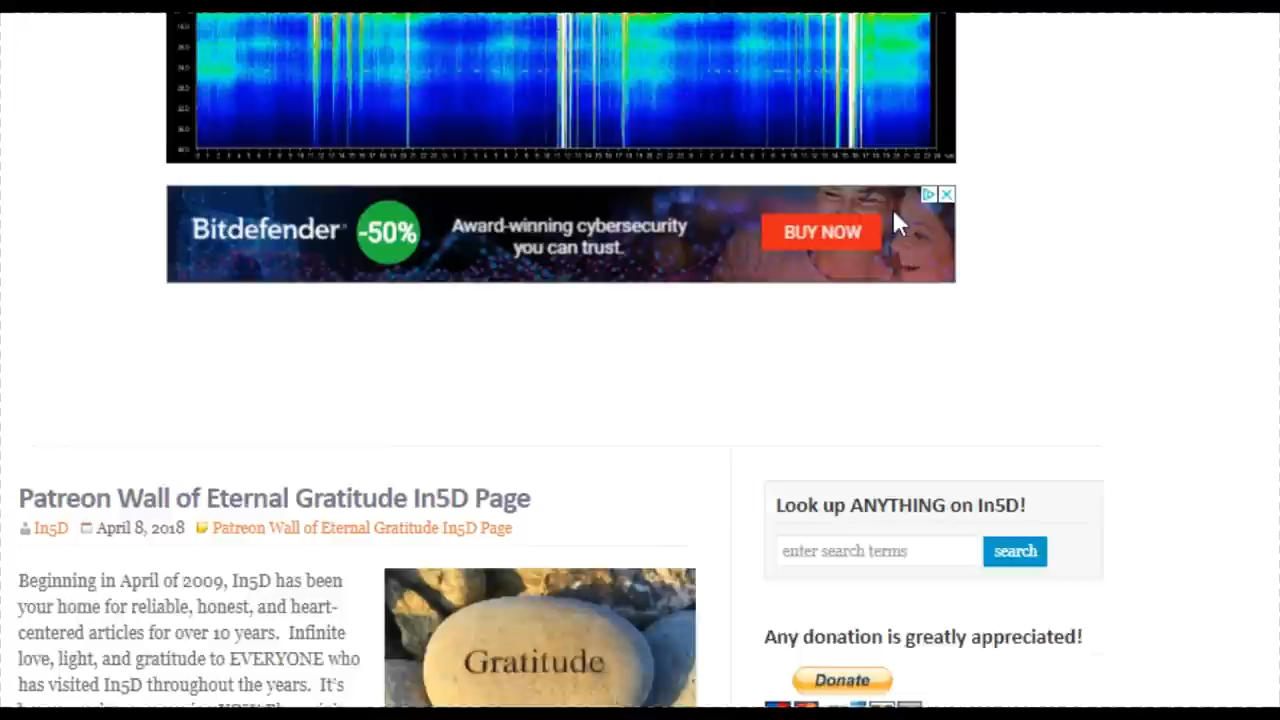 Bitdefender -50% Award-winning cybersecurity
you can trust.
BUY NOW
Patreon Wall of Eternal Gratitude In5D Page
In5D April 8, 2018 Patreon Wall of Eternal Gratitude In5D Page
Beginning in April of 2009, In5D has been
your home for reliable, honest, and heart-
centered articles for over 10 years. Infinite
love, light, and gratitude to EVERYONE who
has visited In5D throughout the years. It's
Gratitude
Look up ANYTHING on In5D!
enter search terms search
Any donation is greatly appreciated!
Donate